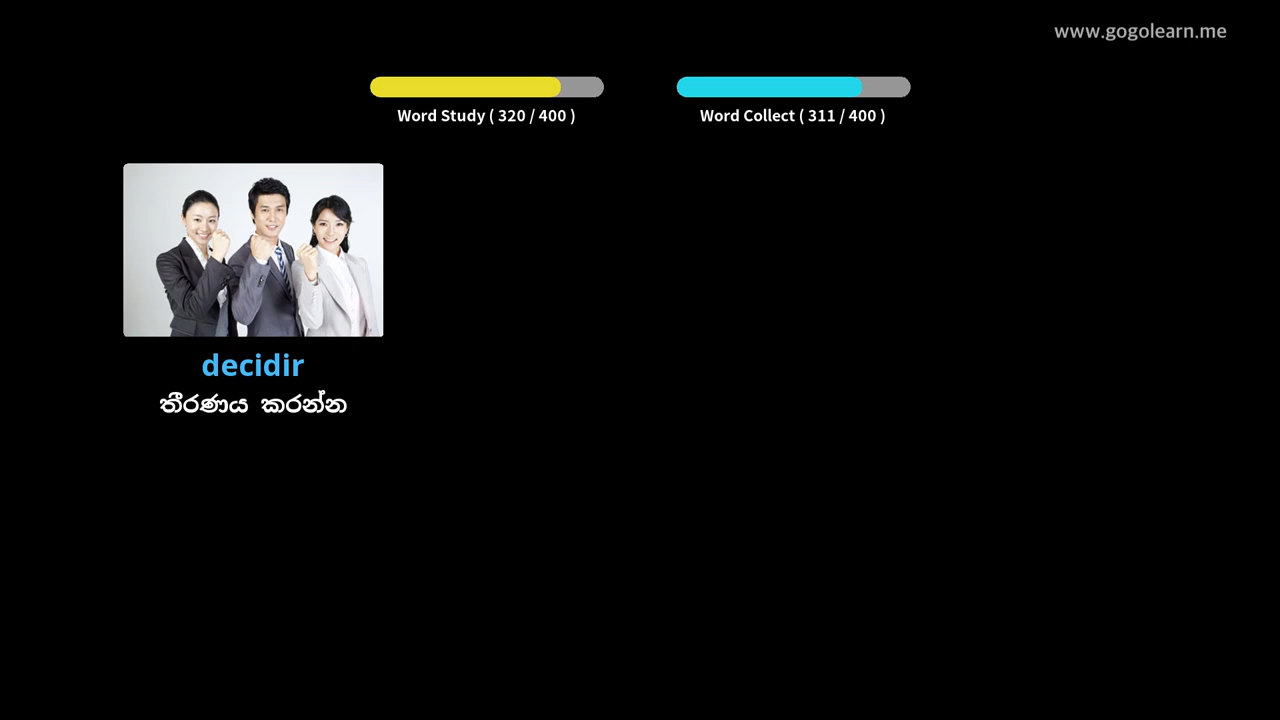 www.gogolearn.me
Word Study ( 320 / 400 )
Word Collect ( 311 / 400 )
decidir
තීරණය කරන්න